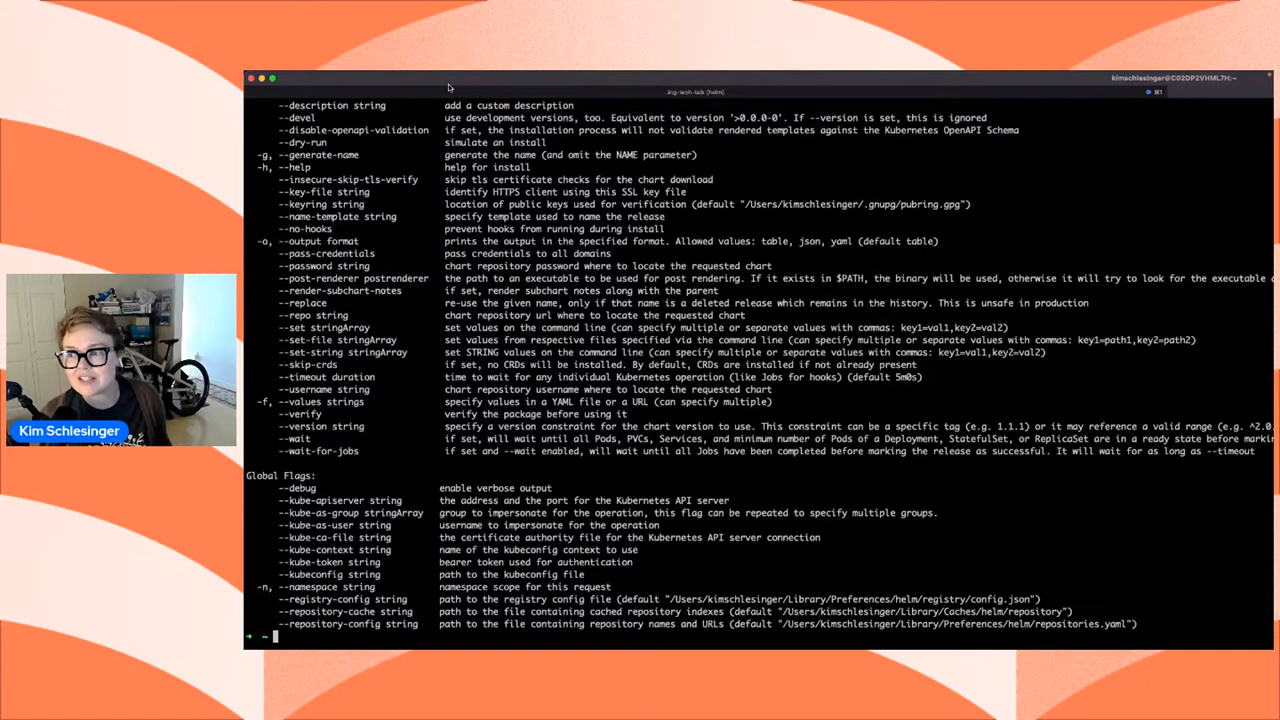 kimschlesinger@C02DP2VHML7H:~
..ing-tech-talk (helm)
⌘1
--description string add a custom description
--devel use development versions, too. Equivalent to version '>0.0.0-0'. If --version is set, this is ignored
--disable-openapi-validation if set, the installation process will not validate rendered templates against the Kubernetes OpenAPI Schema
--dry-run simulate an install
-g, --generate-name generate the name (and omit the NAME parameter)
-h, --help help for install
--insecure-skip-tls-verify skip tls certificate checks for the chart download
--key-file string identify HTTPS client using this SSL key file
--keyring string location of public keys used for verification (default "/Users/kimschlesinger/.gnupg/pubring.gpg")
--name-template string specify template used to name the release
--no-hooks prevent hooks from running during install
-o, --output format prints the output in the specified format. Allowed values: table, json, yaml (default table)
--pass-credentials pass credentials to all domains
--password string chart repository password where to locate the requested chart
--post-renderer postrenderer the path to an executable to be used for post rendering. If it exists in $PATH, the binary will be used, otherwise it will try to look for the executable
--render-subchart-notes if set, render subchart notes along with the parent
--replace re-use the given name, only if that name is a deleted release which remains in the history. This is unsafe in production
--repo string chart repository url where to locate the requested chart
--set stringArray set values on the command line (can specify multiple or separate values with commas: key1=val1,key2=val2)
--set-file stringArray set values from respective files specified via the command line (can specify multiple or separate values with commas: key1=path1,key2=path2)
--set-string stringArray set STRING values on the command line (can specify multiple or separate values with commas: key1=val1,key2=val2)
--skip-crds if set, no CRDs will be installed. By default, CRDs are installed if not already present
--timeout duration time to wait for any individual Kubernetes operation (like Jobs for hooks) (default 5m0s)
--username string chart repository username where to locate the requested chart
-f, --values strings specify values in a YAML file or a URL (can specify multiple)
--verify verify the package before using it
--version string specify a version constraint for the chart version to use. This constraint can be a specific tag (e.g. 1.1.1) or it may reference a valid range (e.g. ^2.0.
--wait if set, will wait until all Pods, PVCs, Services, and minimum number of Pods of a Deployment, StatefulSet, or ReplicaSet are in a ready state before marki
--wait-for-jobs if set and --wait enabled, will wait until all Jobs have been completed before marking the release as successful. It will wait for as long as --timeout
Global Flags:
--debug enable verbose output
--kube-apiserver string the address and the port for the Kubernetes API server
--kube-as-group stringArray group to impersonate for the operation, this flag can be repeated to specify multiple groups.
--kube-as-user string username to impersonate for the operation
--kube-ca-file string the certificate authority file for the Kubernetes API server connection
--kube-context string name of the kubeconfig context to use
--kube-token string bearer token used for authentication
--kubeconfig string path to the kubeconfig file
-n, --namespace string namespace scope for this request
--registry-config string path to the registry config file (default "/Users/kimschlesinger/Library/Preferences/helm/registry/config.json")
--repository-cache string path to the file containing cached repository indexes (default "/Users/kimschlesinger/Library/Caches/helm/repository")
--repository-config string path to the file containing repository names and URLs (default "/Users/kimschlesinger/Library/Preferences/helm/repositories.yaml")
➜ ~
Kim Schlesinger